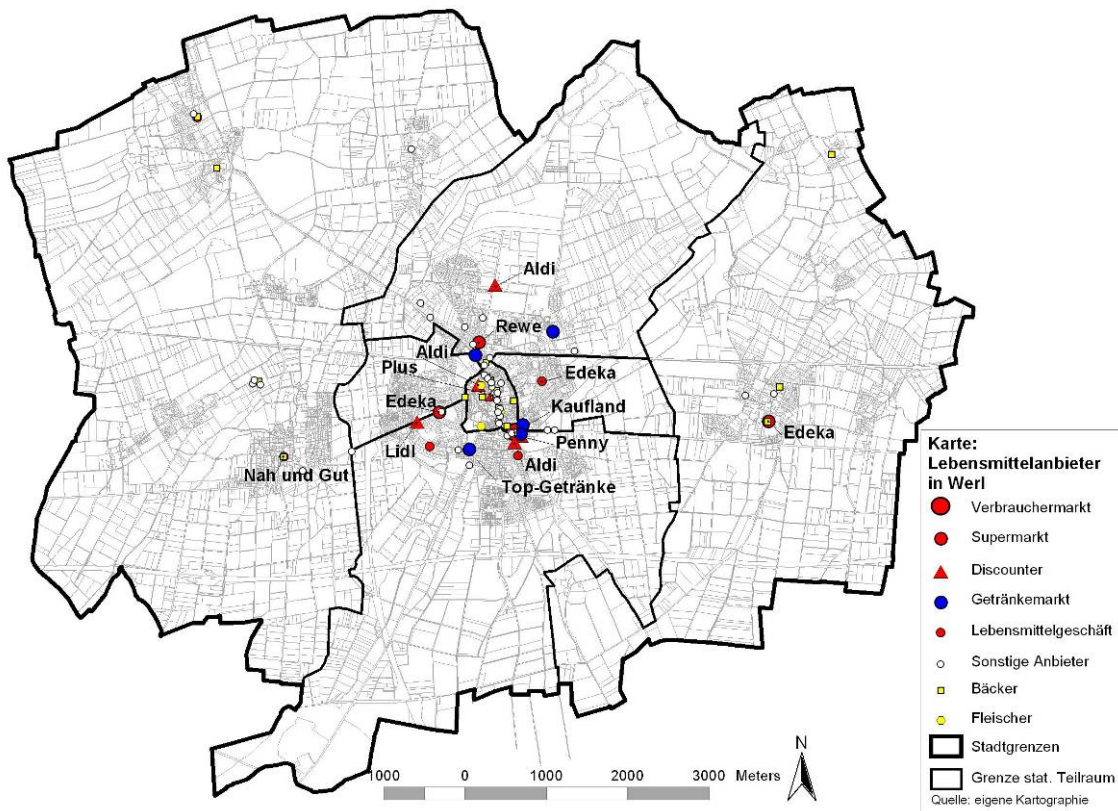 Aldi
Rewe
Aldi
Plus
Edeka
Edeka
Kaufland
Edeka
Penny
Lidl
Aldi
Nah und Gut
Top-Getränke
Karte:
Lebensmittelanbieter
in Werl
Verbrauchermarkt
Supermarkt
Discounter
Getränkemarkt
Lebensmittelgeschäft
Sonstige Anbieter
Bäcker
Fleischer
Stadtgrenzen
Grenze stat. Teilraum
Quelle: eigene Kartographie
N
1000 0 1000 2000 3000 Meters